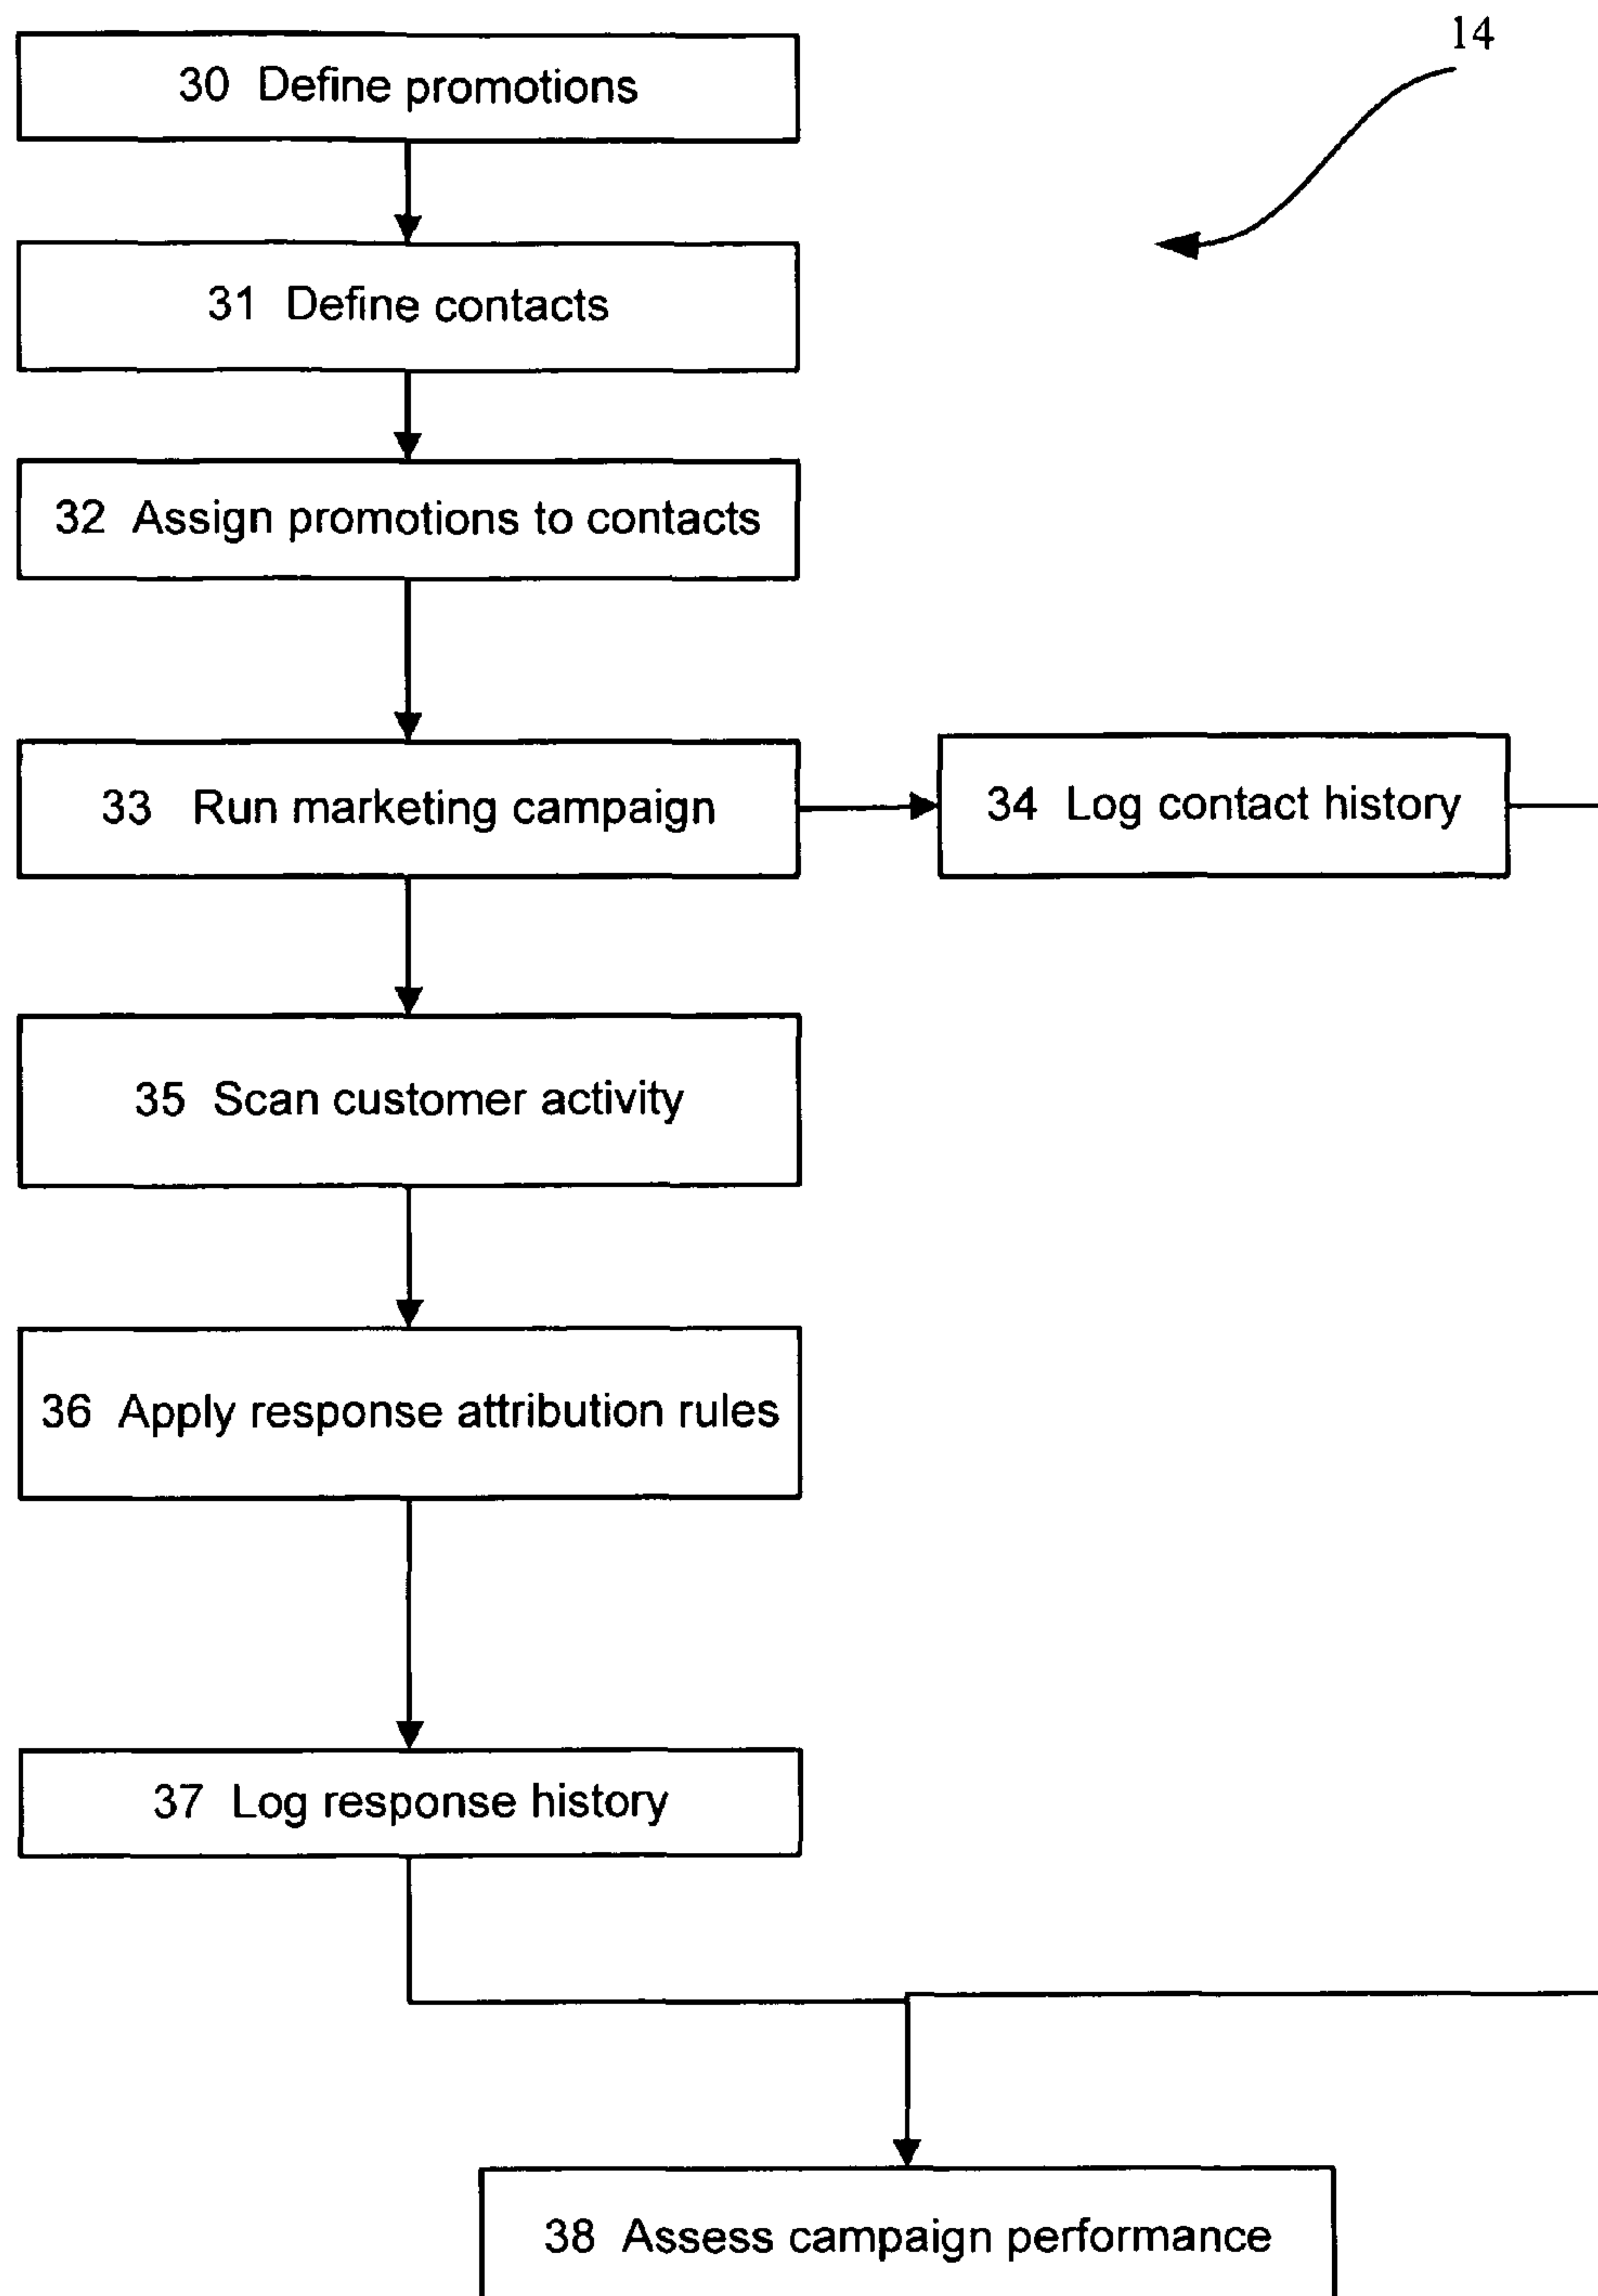 14
30 Define promotions
31 Define contacts
32 Assign promotions to contacts
33 Run marketing campaign
34 Log contact history
35 Scan customer activity
36 Apply response attribution rules
37 Log response history
38 Assess campaign performance